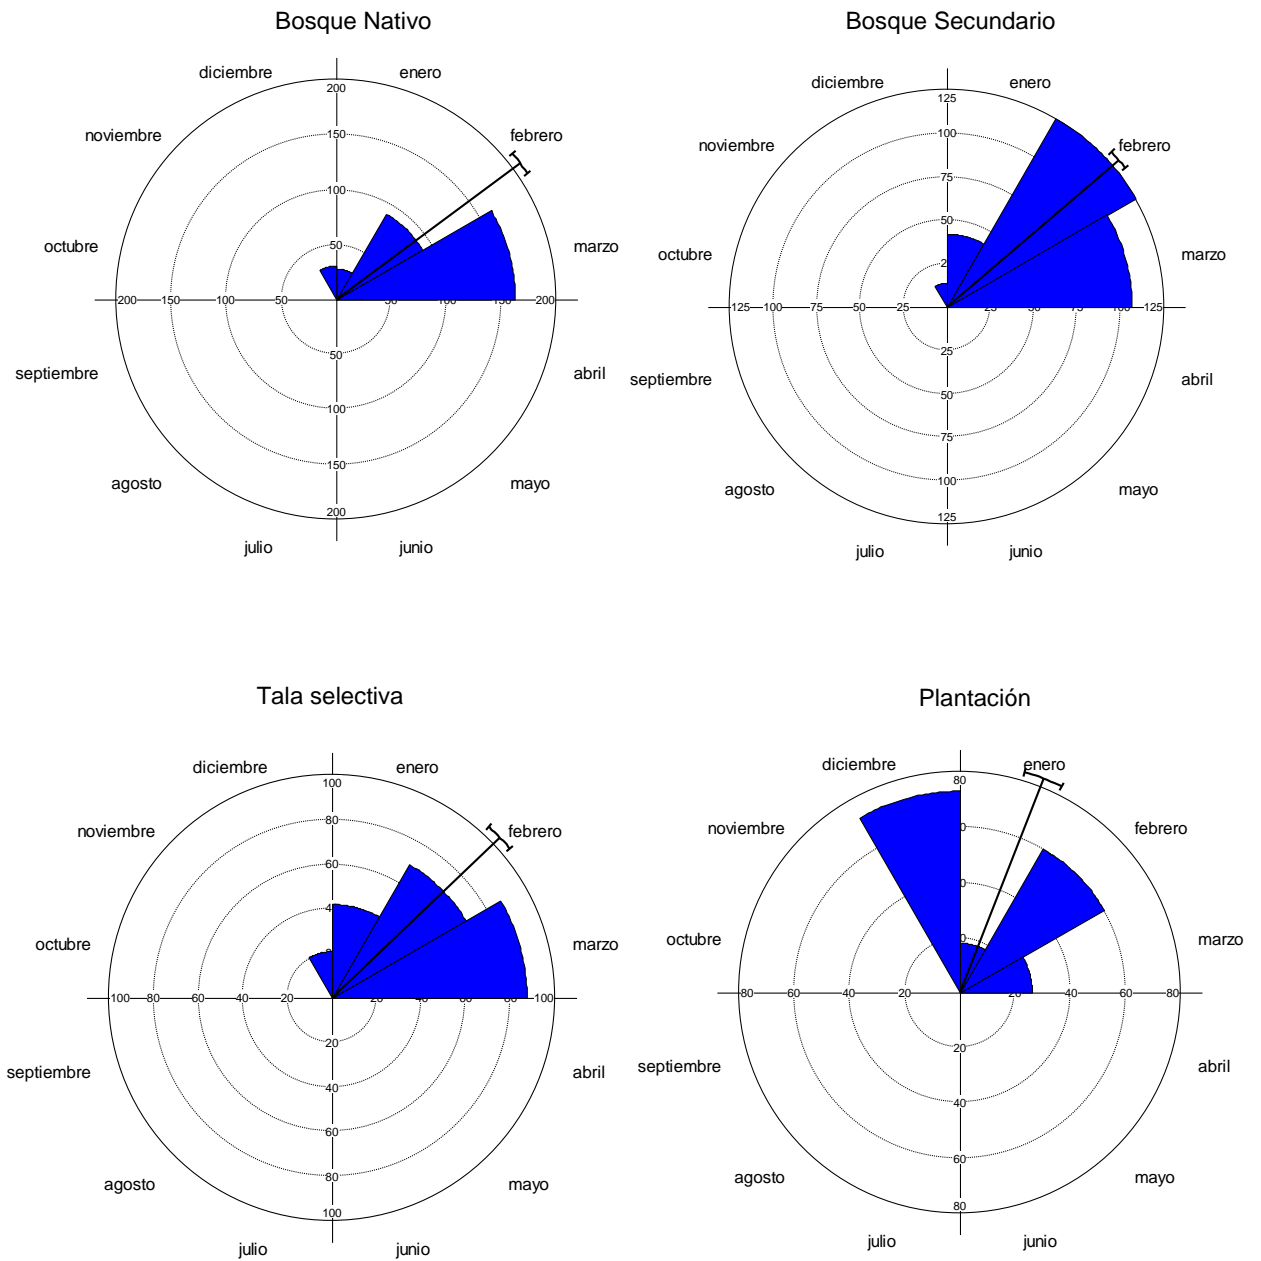 Bosque Nativo
Bosque Secundario
diciembre
enero
200
noviembre
febrero
150
100
50
octubre
marzo
200 150 100 50 50 100 150 200
50
septiembre
abril
100
150
agosto
mayo
200
julio
junio
diciembre
enero
125
noviembre
febrero
100
75
50
octubre
marzo
125 100 75 50 25 25 50 75 100 125
25
septiembre
abril
50
75
agosto
mayo
100
125
julio
junio
Tala selectiva
Plantación
diciembre
enero
100
noviembre
febrero
80
60
octubre
marzo
100 80 60 40 20 20 40 60 80 100
20
septiembre
abril
40
60
agosto
mayo
80
100
julio
junio
diciembre
enero
80
noviembre
febrero
octubre
marzo
80 60 40 20 20 40 60 80
20
septiembre
abril
40
60
agosto
mayo
80
julio
junio